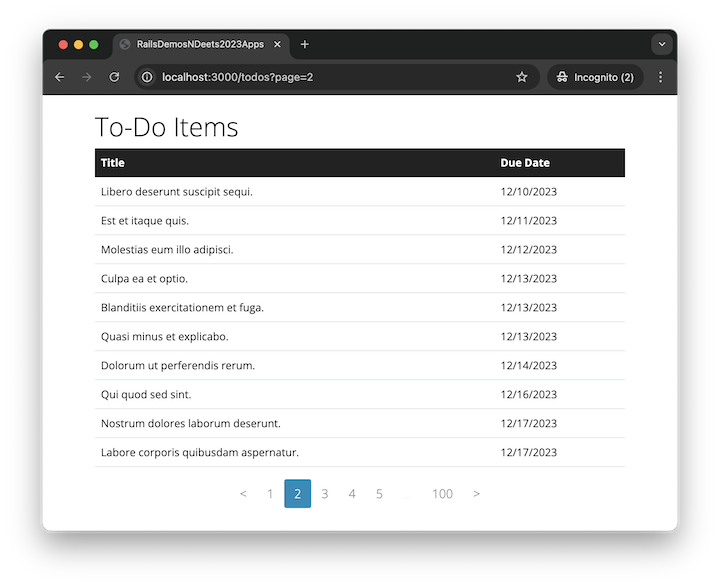 RailsDemosNDeets2023Apps
localhost:3000/todos?page=2 Incognito (2)
To-Do Items
Title Due Date
Libero deserunt suscipit sequi. 12/10/2023
Est et itaque quis. 12/11/2023
Molestias eum illo adipisci. 12/12/2023
Culpa ea et optio. 12/13/2023
Blanditiis exercitationem et fuga. 12/13/2023
Quasi minus et explicabo. 12/13/2023
Dolorum ut perferendis rerum. 12/14/2023
Qui quod sed sint. 12/16/2023
Nostrum dolores laborum deserunt. 12/17/2023
Labore corporis quibusdam aspernatur. 12/17/2023
< 1 2 3 4 5 … 100 >